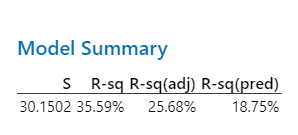 Model Summary
S R-sq R-sq(adj) R-sq(pred)
30.1502 35.59% 25.68% 18.75%